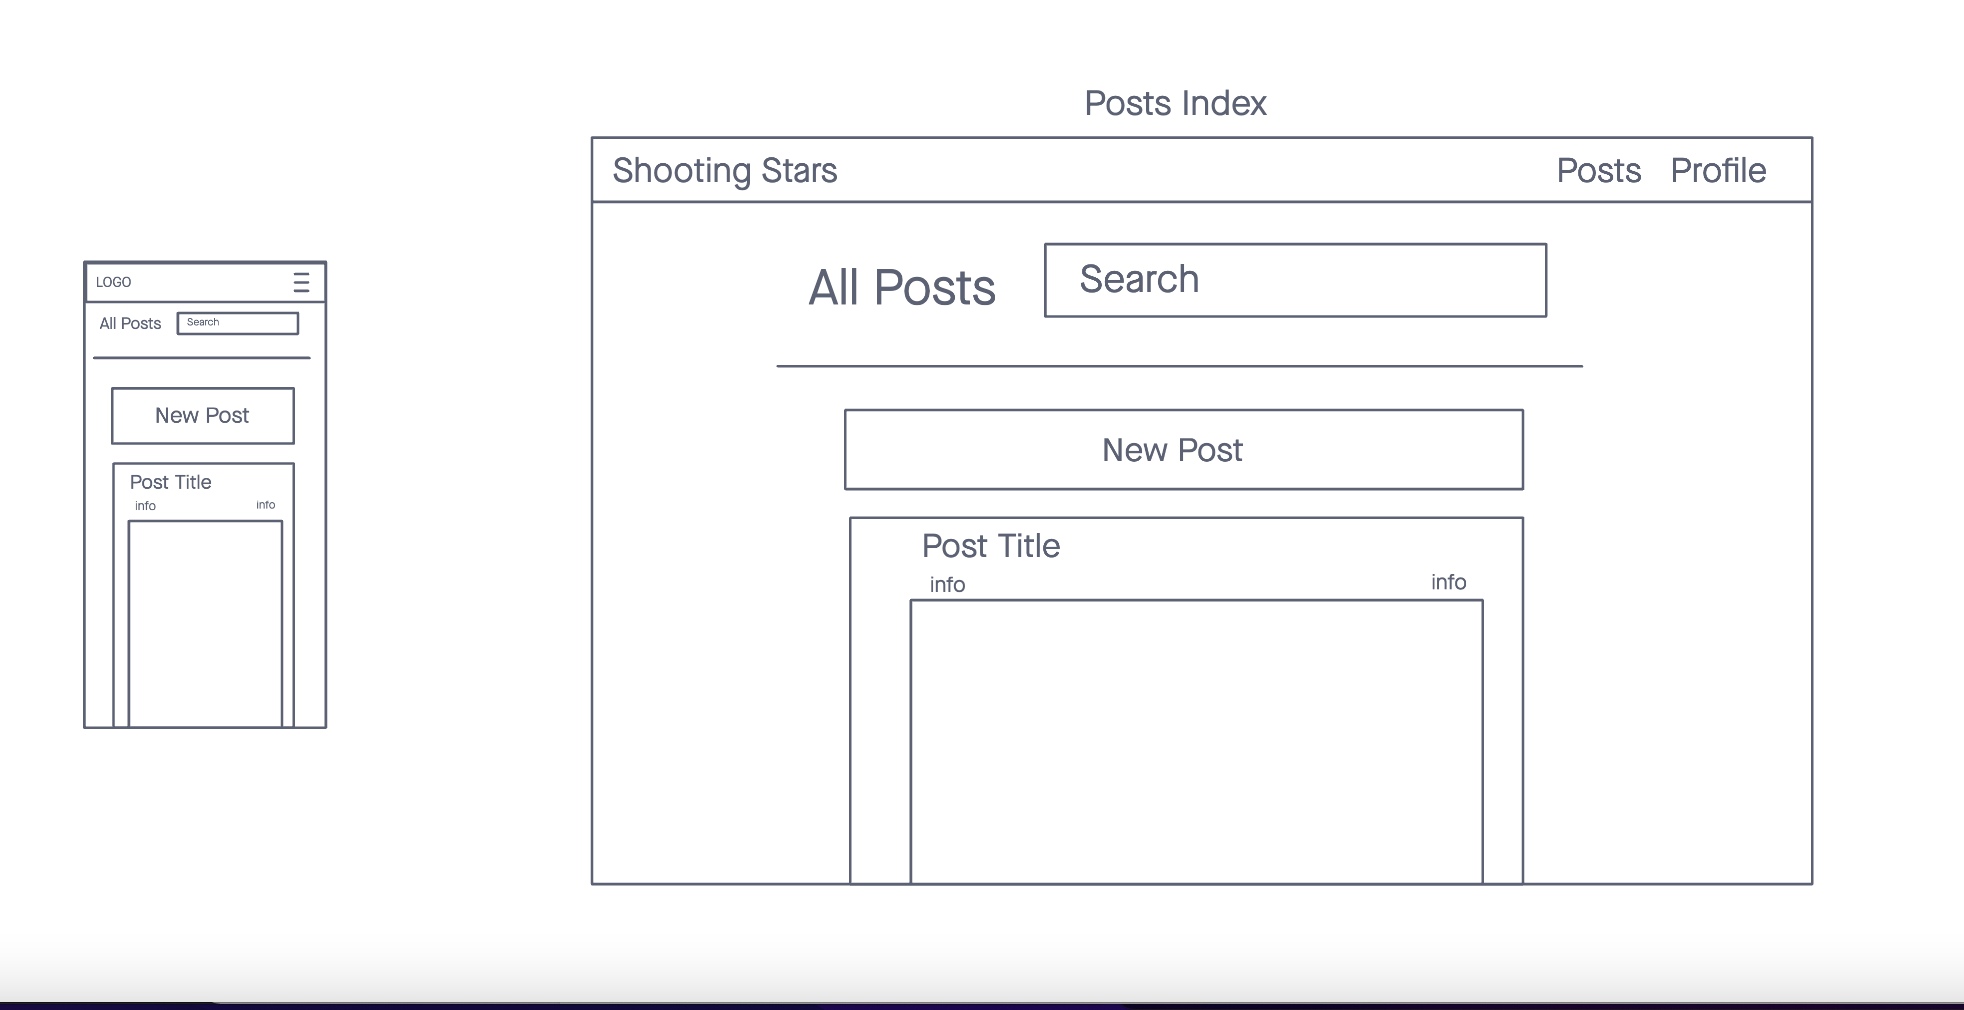 Posts Index
Shooting Stars
Posts Profile
All Posts
Search
New Post
Post Title
info
info
LOGO
All Posts
Search
New Post
Post Title
info
info